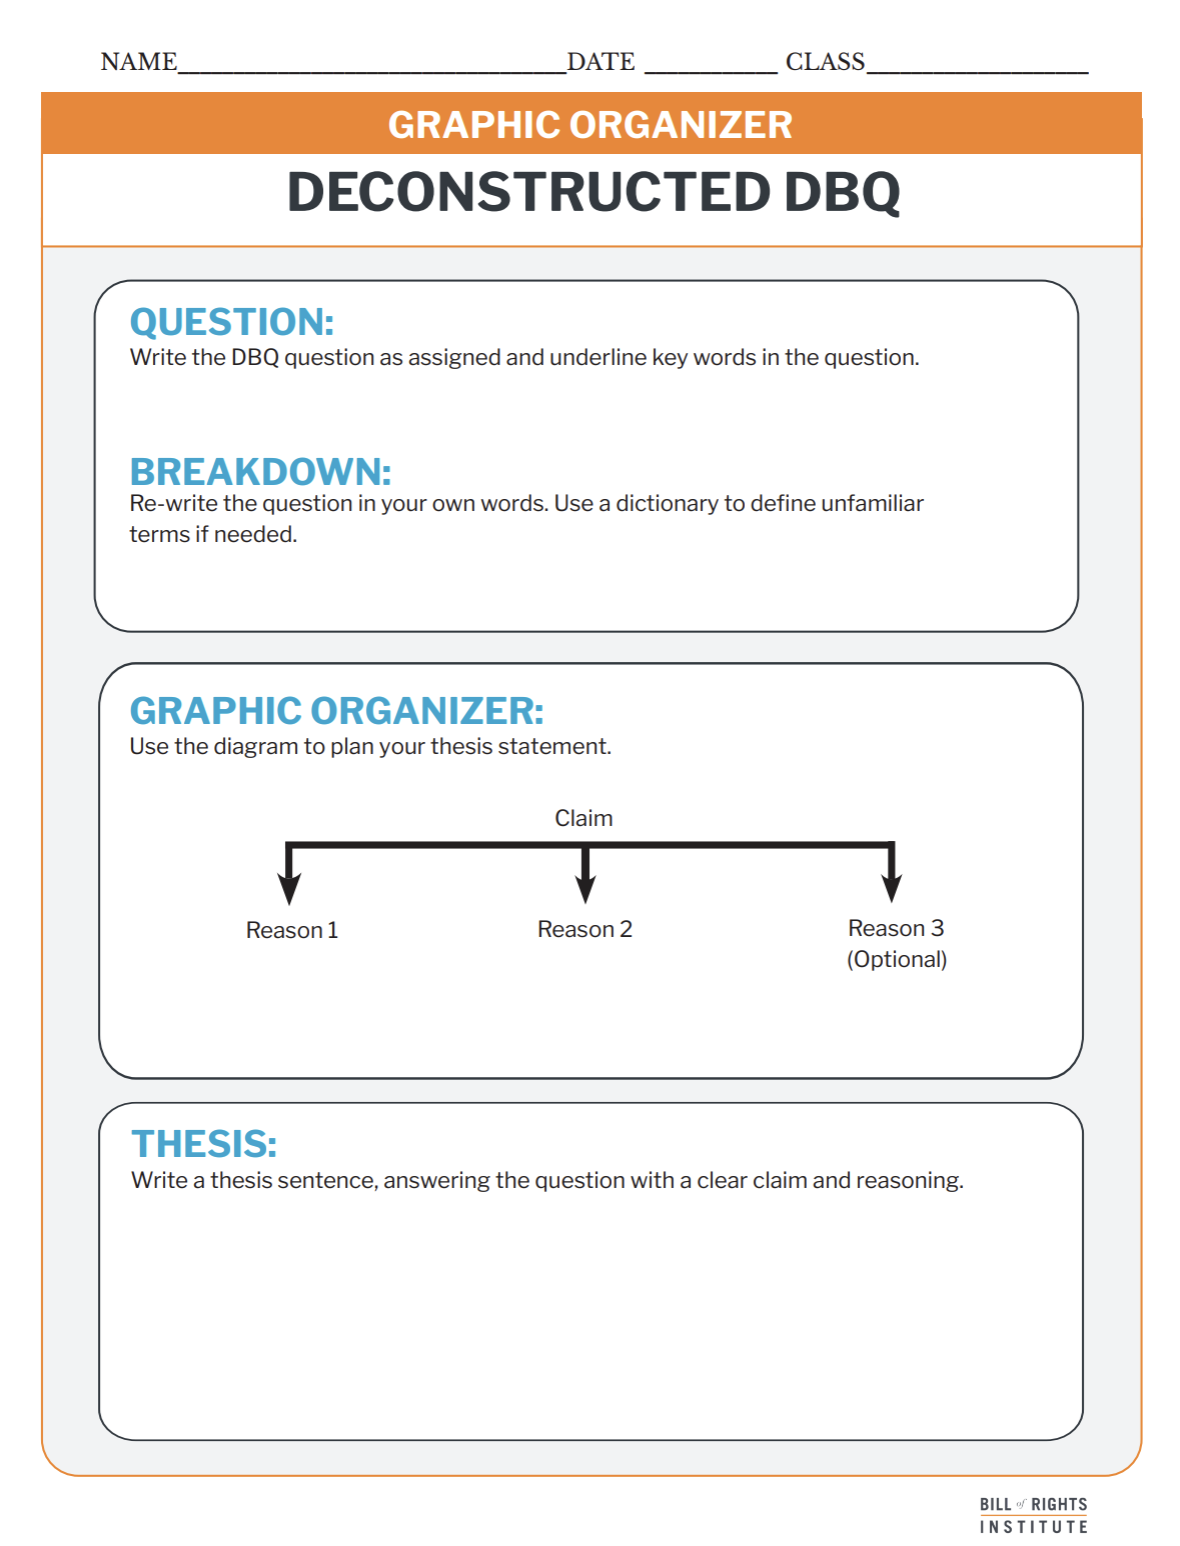 NAME___________________________________DATE ____________ CLASS____________________
GRAPHIC ORGANIZER
DECONSTRUCTED DBQ
QUESTION:
Write the DBQ question as assigned and underline key words in the question.
BREAKDOWN:
Re-write the question in your own words. Use a dictionary to define unfamiliar
terms if needed.
GRAPHIC ORGANIZER:
Use the diagram to plan your thesis statement.
Claim
Reason 1
Reason 2
Reason 3
(Optional)
THESIS:
Write a thesis sentence, answering the question with a clear claim and reasoning.
BILL of RIGHTS
INSTITUTE